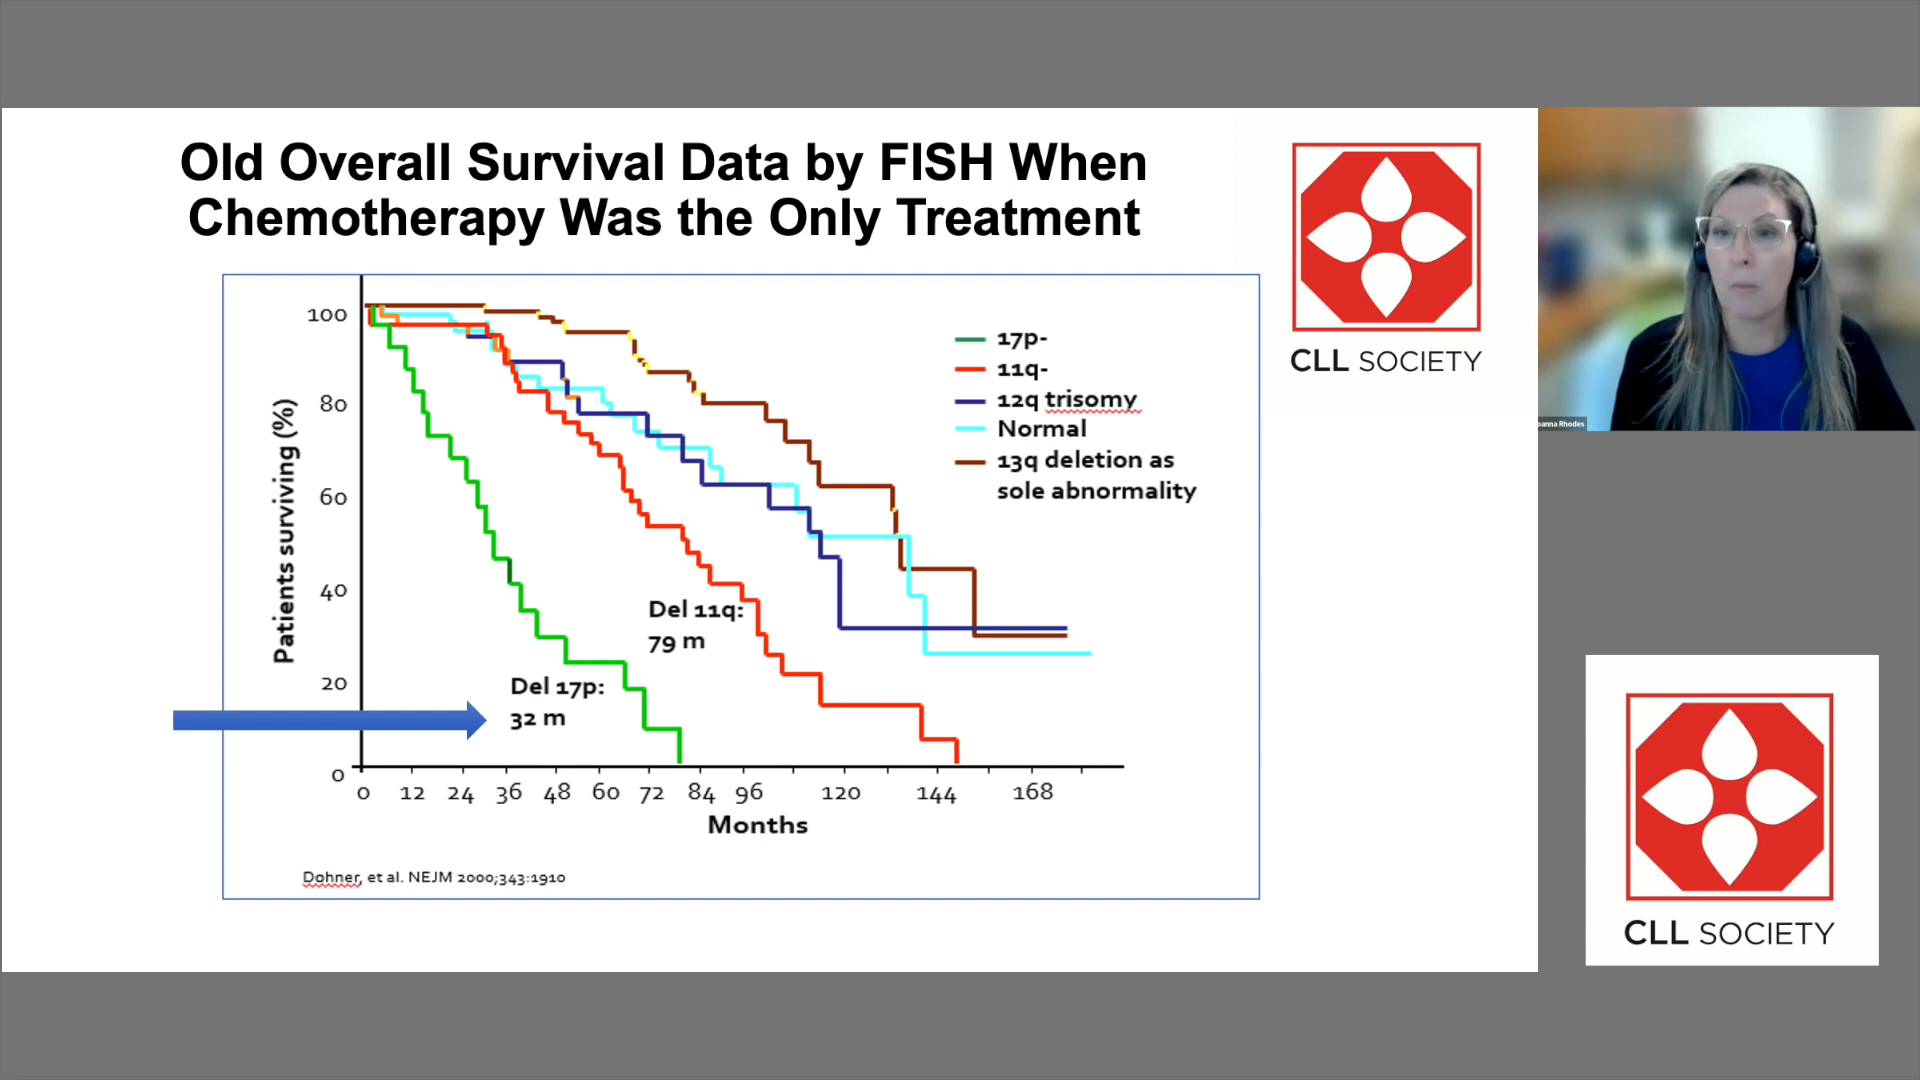 Old Overall Survival Data by FISH When
Chemotherapy Was the Only Treatment
CLL SOCIETY
Patients surviving (%)
100
80
60
40
20
0
17p-
11q-
12q trisomy
Normal
13q deletion as
sole abnormality
Del 11q:
79 m
Del 17p:
32 m
0 12 24 36 48 60 72 84 96 120 144 168
Months
Dohner, et al. NEJM 2000;343:1910
Rhodes
CLL SOCIETY